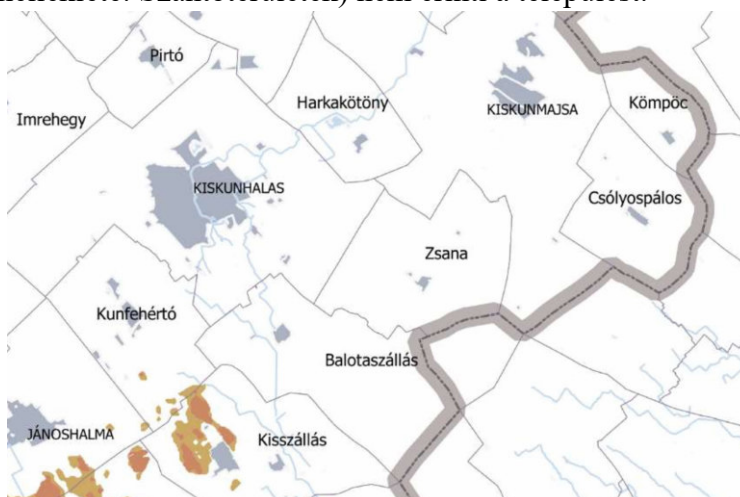 Pirtó
Harkakötöny
KISKUNMAJSA
Kömpöc
Imrehegy
KISKUNHALAS
Csólyospálos
Zsana
Kunfehértó
Balotaszállás
JÁNOSHALMA
Kisszállás